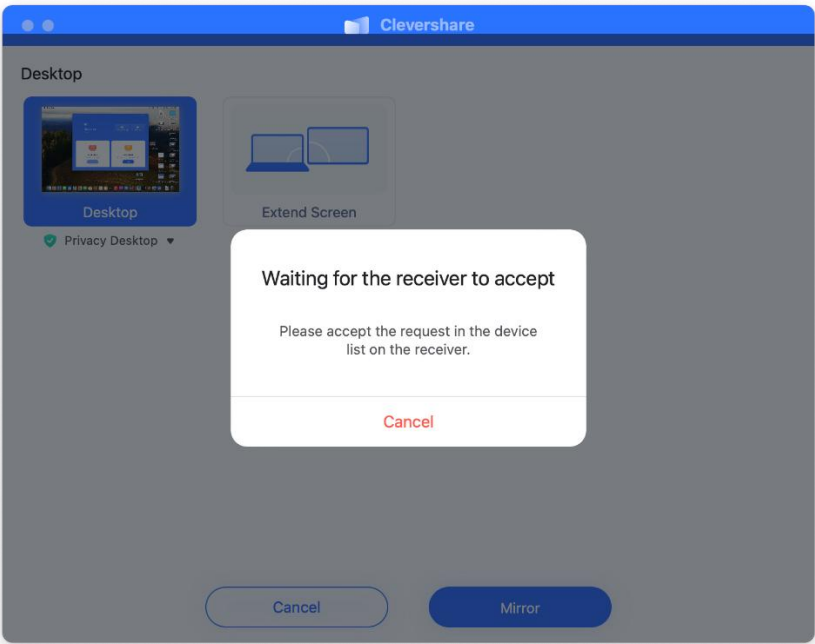 Clevershare
Desktop
Desktop
Extend Screen
Privacy Desktop
Waiting for the receiver to accept
Please accept the request in the device
list on the receiver.
Cancel
Cancel
Mirror